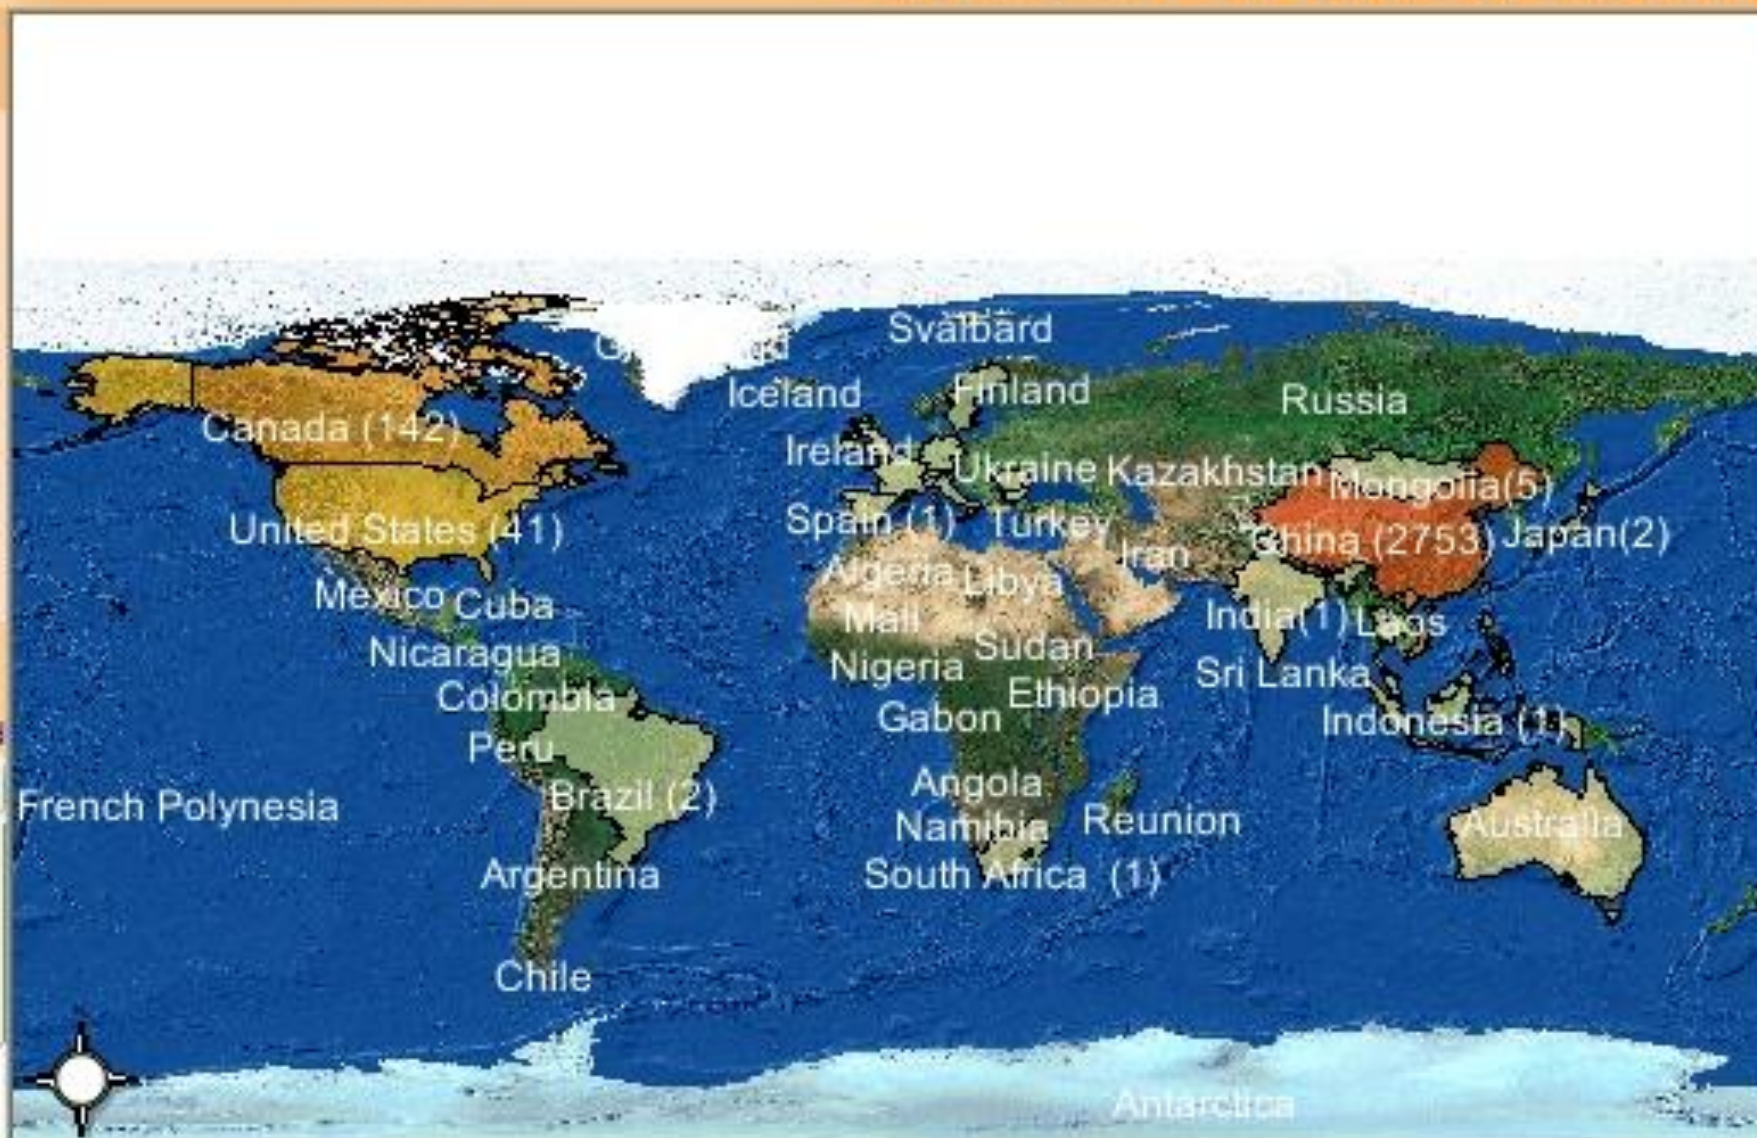 Svalbard
Iceland
Finland
Russia
Canada (142)
Ireland
Ukraine
Kazakhstan
Mongolia(5)
United States (41)
Spain (1)
Turkey
Iran
China (2753)
Japan(2)
Mexico
Cuba
Algeria
Libya
Mali
India(1)
Laos
Nicaragua
Nigeria
Sudan
Sri Lanka
Colombia
Gabon
Ethiopia
Indonesia (1)
Peru
French Polynesia
Brazil (2)
Angola
Namibia
Reunion
Australia
Argentina
South Africa (1)
Chile
Antarctica